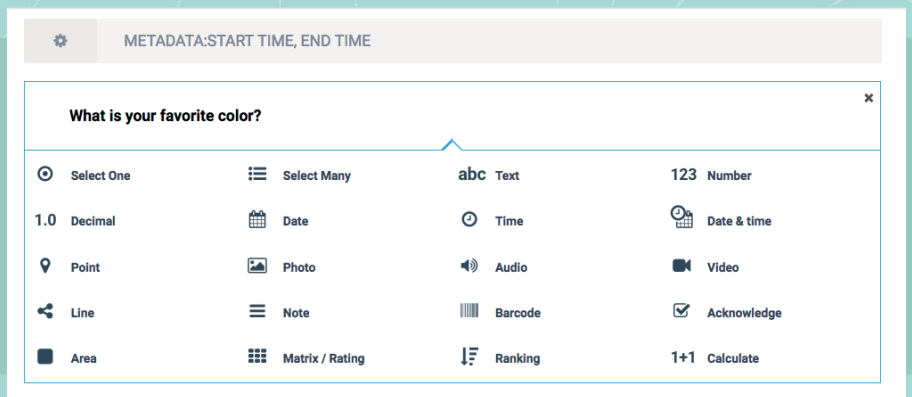 METADATA:START TIME, END TIME
What is your favorite color?
Select One
Select Many
abc Text
123 Number
1.0 Decimal
Date
Time
Date & time
Point
Photo
Audio
Video
Line
Note
Barcode
Acknowledge
Area
Matrix / Rating
Ranking
1+1 Calculate